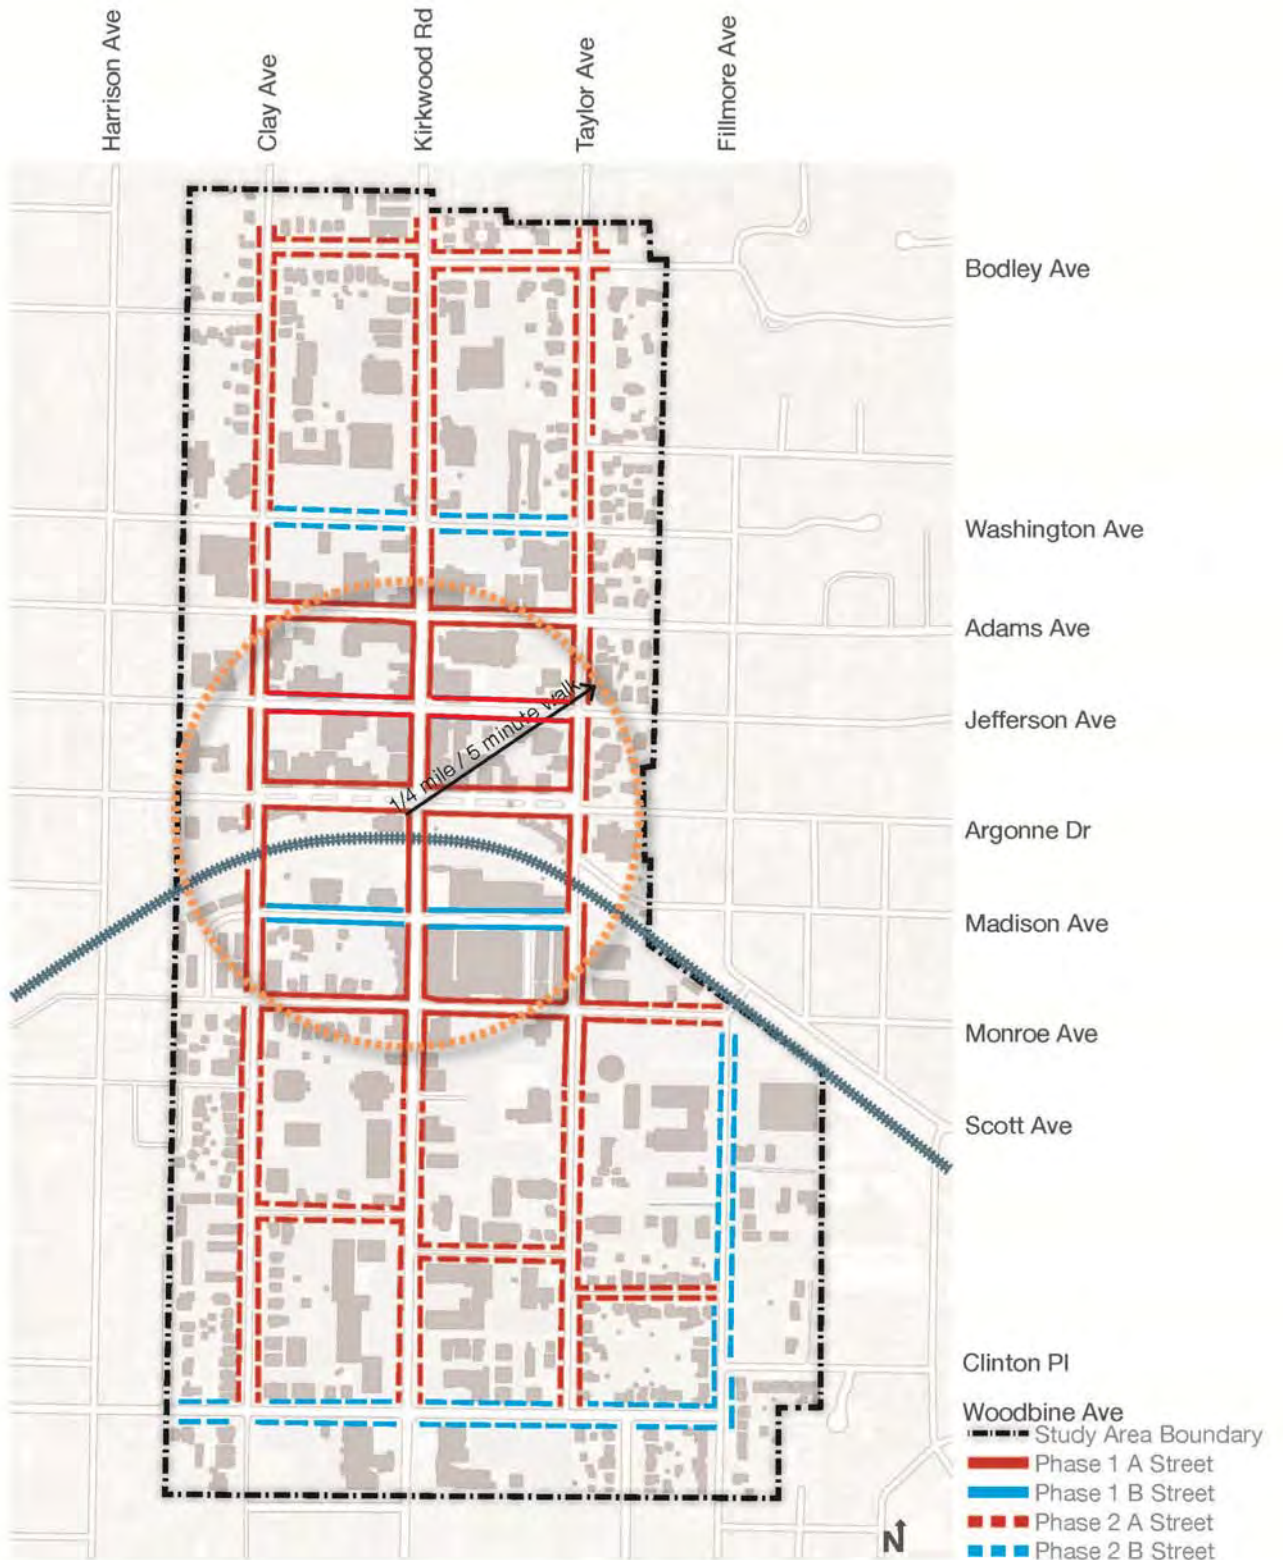 Harrison Ave
Clay Ave
Kirkwood Rd
Taylor Ave
Fillmore Ave
Bodley Ave
Washington Ave
Adams Ave
Jefferson Ave
1/4 mile / 5 minute walk
Argonne Dr
Madison Ave
Monroe Ave
Scott Ave
Clinton Pl
Woodbine Ave
Study Area Boundary
Phase 1 A Street
Phase 1 B Street
Phase 2 A Street
Phase 2 B Street
N